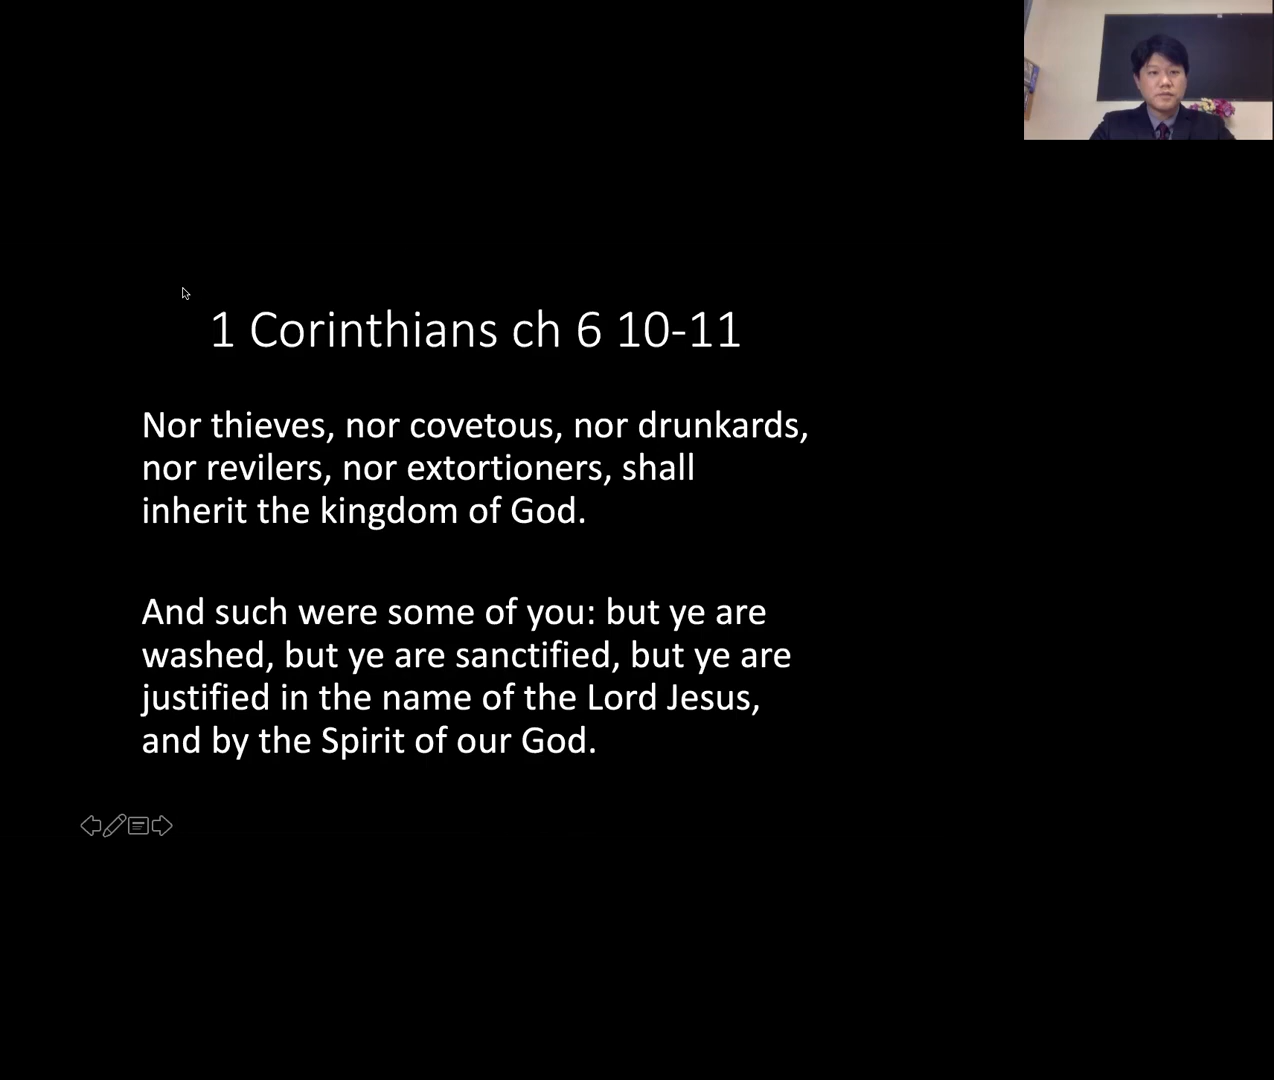 1 Corinthians ch 6 10-11
Nor thieves, nor covetous, nor drunkards,
nor revilers, nor extortioners, shall
inherit the kingdom of God.
And such were some of you: but ye are
washed, but ye are sanctified, but ye are
justified in the name of the Lord Jesus,
and by the Spirit of our God.